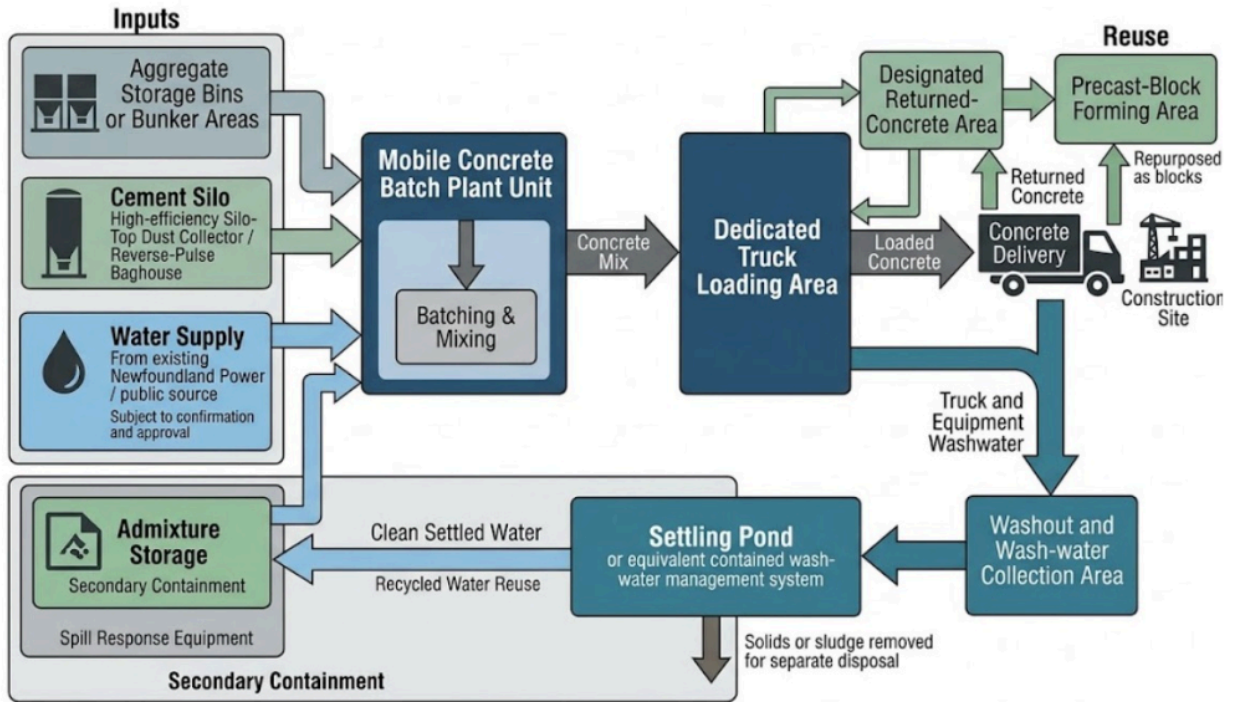 Inputs
Aggregate
Storage Bins
or Bunker Areas
Cement Silo
High-efficiency Silo-
Top Dust Collector /
Reverse-Pulse
Baghouse
Water Supply
From existing
Newfoundland Power
/ public source
Subject to confirmation
and approval
Mobile Concrete
Batch Plant Unit
Batching &
Mixing
Concrete
Mix
Dedicated
Truck
Loading Area
Designated
Returned-
Concrete Area
Reuse
Precast-Block
Forming Area
Returned
Concrete
Repurposed
as blocks
Loaded
Concrete
Concrete
Delivery
Construction
Site
Truck and
Equipment
Washwater
Washout and
Wash-water
Collection Area
Settling Pond
or equivalent contained wash-
water management system
Solids or sludge removed
for separate disposal
Clean Settled Water
Recycled Water Reuse
Admixture
Storage
Secondary Containment
Spill Response Equipment
Secondary Containment